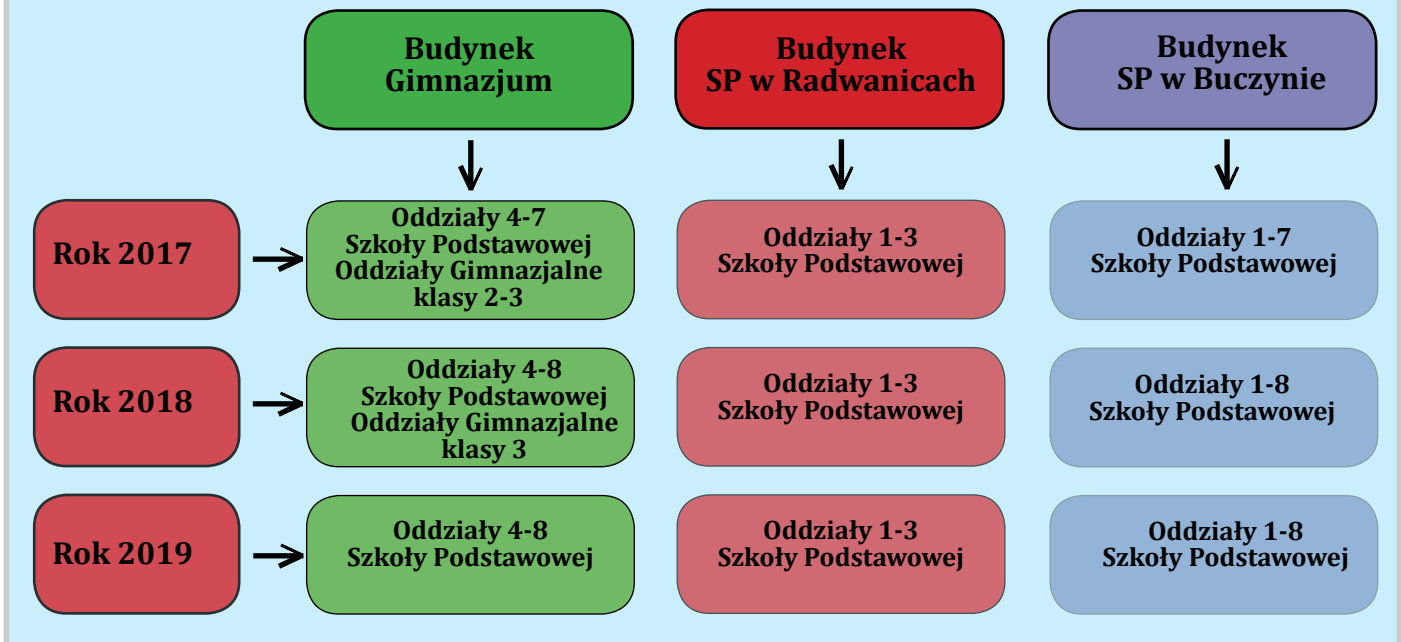 Budynek
Gimnazjum
Budynek
SP w Radwanicach
Budynek
SP w Buczynie
Rok 2017
Oddziały 4-7
Szkoły Podstawowej
Oddziały Gimnazjalne
klasy 2-3
Oddziały 1-3
Szkoły Podstawowej
Oddziały 1-7
Szkoły Podstawowej
Rok 2018
Oddziały 4-8
Szkoły Podstawowej
Oddziały Gimnazjalne
klasy 3
Oddziały 1-3
Szkoły Podstawowej
Oddziały 1-8
Szkoły Podstawowej
Rok 2019
Oddziały 4-8
Szkoły Podstawowej
Oddziały 1-3
Szkoły Podstawowej
Oddziały 1-8
Szkoły Podstawowej